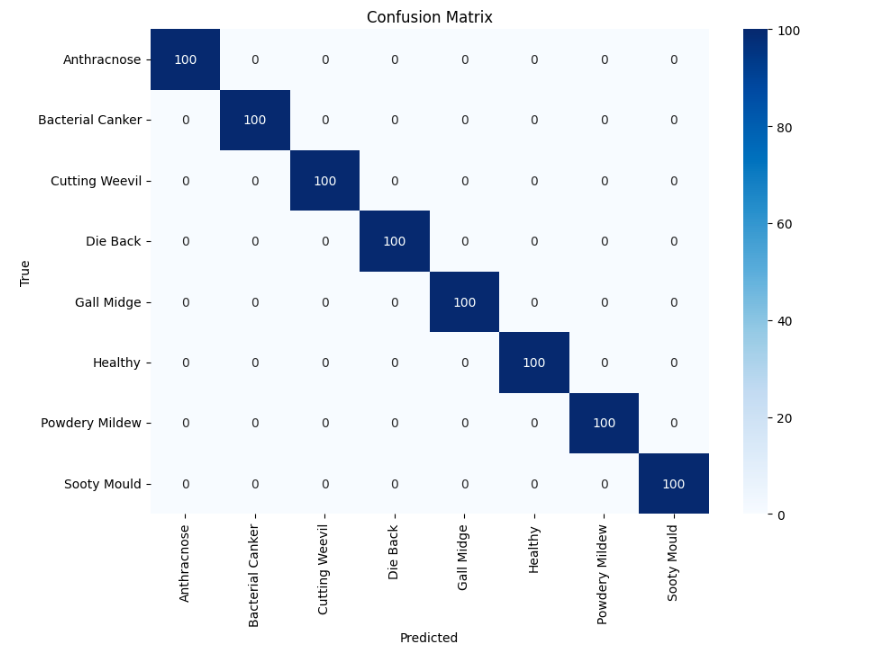 Confusion Matrix
Anthracnose 100 0 0 0 0 0 0 0
Bacterial Canker 0 100 0 0 0 0 0 0
Cutting Weevil 0 0 100 0 0 0 0 0
Die Back 0 0 0 100 0 0 0 0
Gall Midge 0 0 0 0 100 0 0 0
Healthy 0 0 0 0 0 100 0 0
Powdery Mildew 0 0 0 0 0 0 100 0
Sooty Mould 0 0 0 0 0 0 0 100
True
Anthracnose
Bacterial Canker
Cutting Weevil
Die Back
Gall Midge
Healthy
Powdery Mildew
Sooty Mould
Predicted
100
80
60
40
20
0